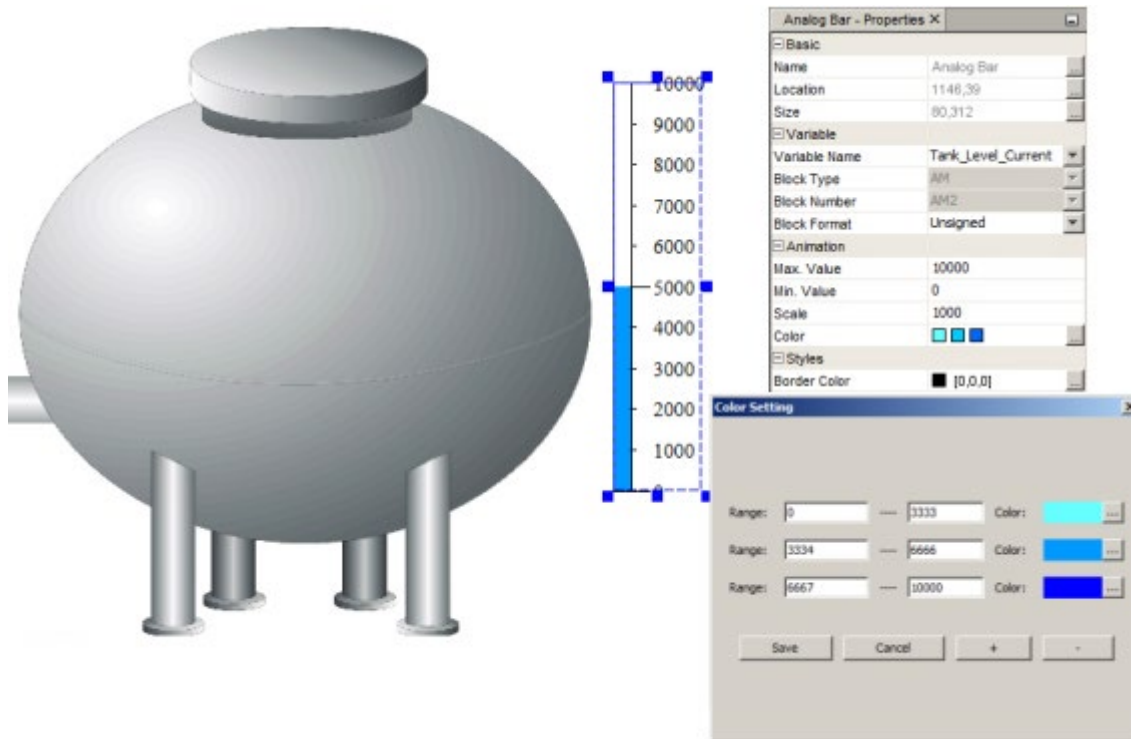 10000
9000
8000
7000
6000
5000
4000
3000
2000
1000
0
Analog Bar - Properties
Basic
Name Analog Bar ...
Location 1146,39 ...
Size 80,312 ...
Variable
Variable Name Tank_Level_Current
Block Type AM
Block Number AM2
Block Format Unsigned
Animation
Max. Value 10000
Min. Value 0
Scale 1000
Color ...
Styles
Border Color [0,0,0] ...
Color Setting
Range: 0 ---- 3333 Color: ...
Range: 3334 ---- 6666 Color: ...
Range: 6667 ---- 10000 Color: ...
Save Cancel + -